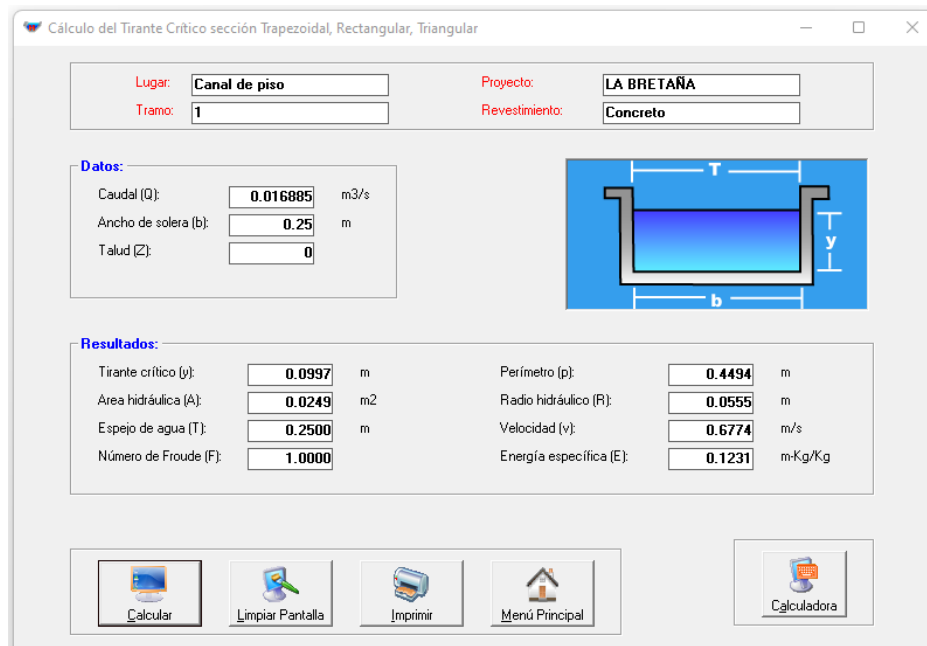 Cálculo del Tirante Crítico sección Trapezoidal, Rectangular, Triangular
Lugar: Canal de piso Proyecto: LA BRETAÑA
Tramo: 1 Revestimiento: Concreto
Datos:
Caudal (Q): 0.016885 m3/s
Ancho de solera (b): 0.25 m
Talud (Z): 0
T
y
b
Resultados:
Tirante crítico (y): 0.0997 m Perímetro (p): 0.4494 m
Area hidráulica (A): 0.0249 m2 Radio hidráulico (R): 0.0555 m
Espejo de agua (T): 0.2500 m Velocidad (v): 0.6774 m/s
Número de Froude (F): 1.0000 Energía específica (E): 0.1231 m-Kg/Kg
Calcular Limpiar Pantalla Imprimir Menú Principal Calculadora